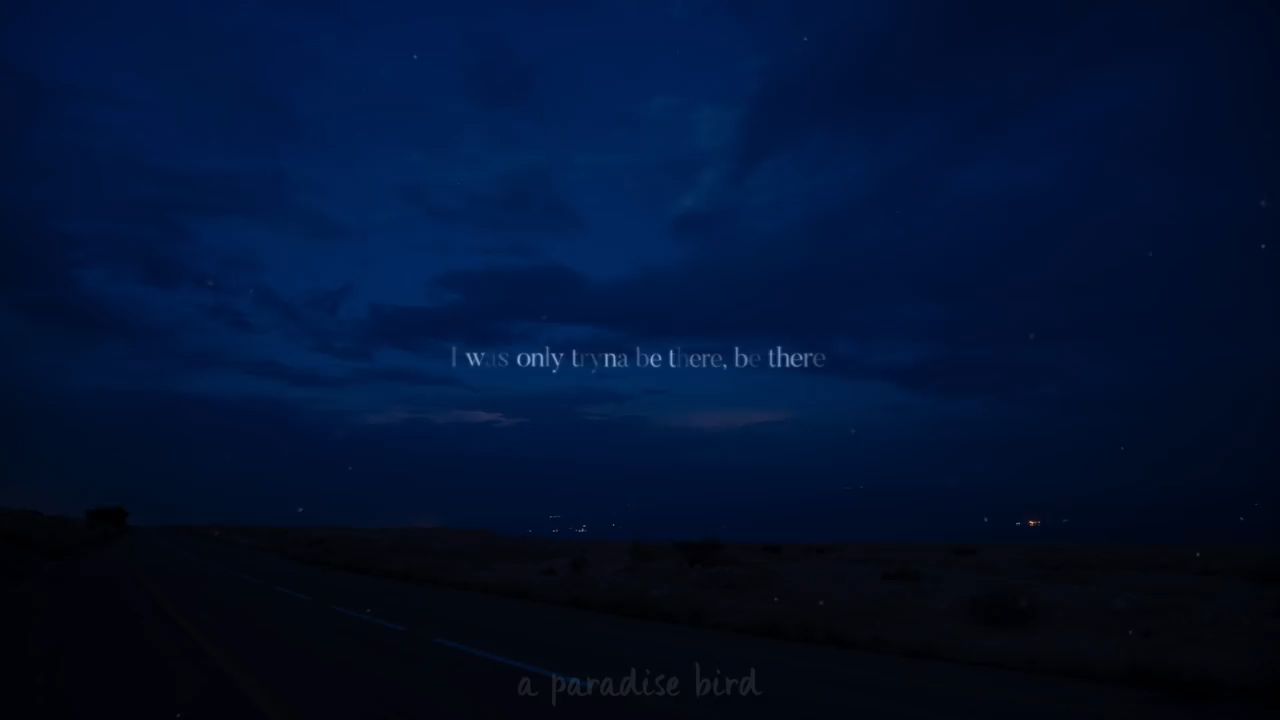 I was only tryna be there, be there
a paradise bird